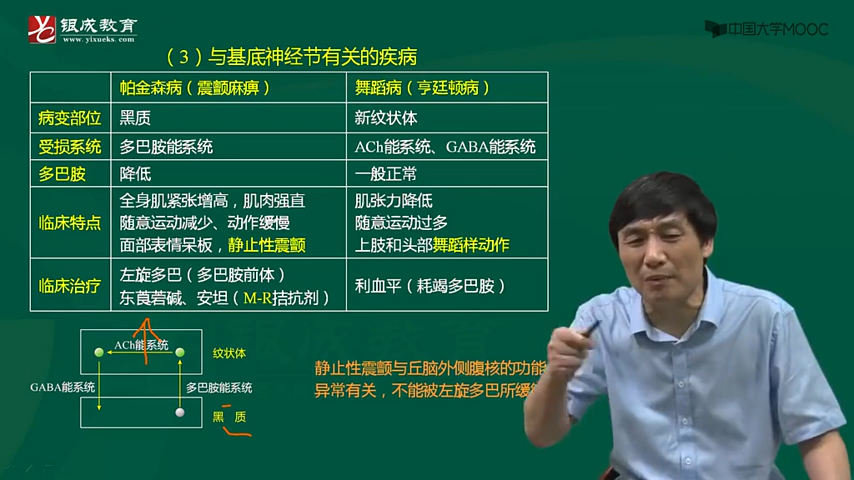 银成教育
www.yixueks.com
中国大学MOOC
（3）与基底神经节有关的疾病
帕金森病（震颤麻痹）
舞蹈病（亨廷顿病）
病变部位
黑质
新纹状体
受损系统
多巴胺能系统
ACh能系统、GABA能系统
多巴胺
降低
一般正常
临床特点
全身肌紧张增高，肌肉强直
随意运动减少、动作缓慢
面部表情呆板，静止性震颤
肌张力降低
随意运动过多
上肢和头部舞蹈样动作
临床治疗
左旋多巴（多巴胺前体）
东莨菪碱、安坦（M-R拮抗剂）
利血平（耗竭多巴胺）
ACh能系统
纹状体
GABA能系统
多巴胺能系统
黑 质
静止性震颤与丘脑外侧腹核的功能
异常有关，不能被左旋多巴所缓